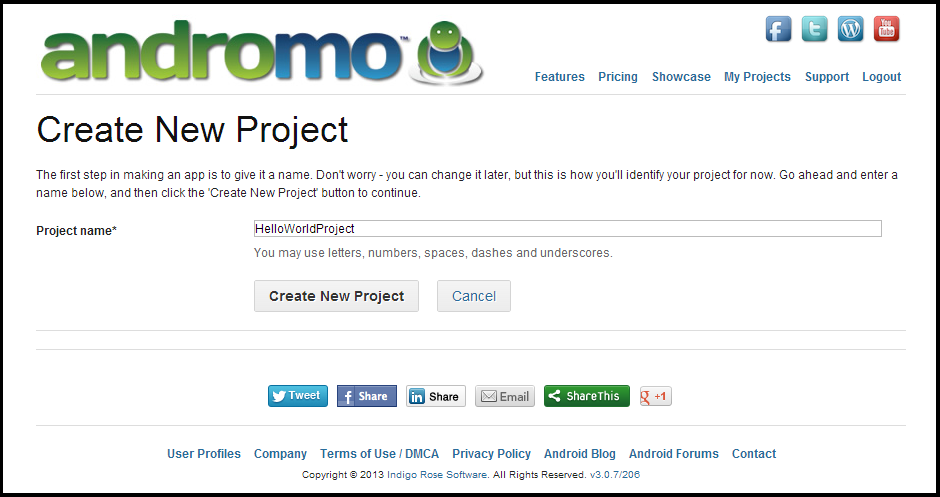 andromo™
f t W You Tube
Features Pricing Showcase My Projects Support Logout
Create New Project
The first step in making an app is to give it a name. Don't worry - you can change it later, but this is how you'll identify your project for now. Go ahead and enter a
name below, and then click the 'Create New Project' button to continue.
Project name* HelloWorldProject
You may use letters, numbers, spaces, dashes and underscores.
Create New Project Cancel
Tweet f Share in Share Email ShareThis g +1
User Profiles Company Terms of Use / DMCA Privacy Policy Android Blog Android Forums Contact
Copyright © 2013 Indigo Rose Software. All Rights Reserved. v3.0.7/206